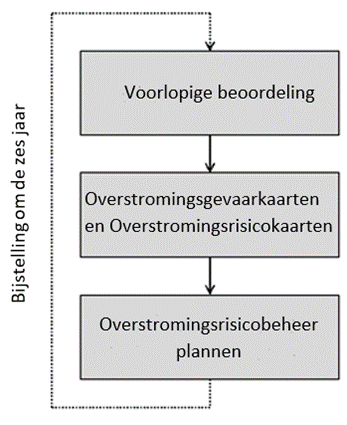 Voorlopige beoordeling
Overstromingsgevaarkaarten
en Overstromingsrisicokaarten
Overstromingsrisicobeheer
plannen
Bijstelling om de zes jaar